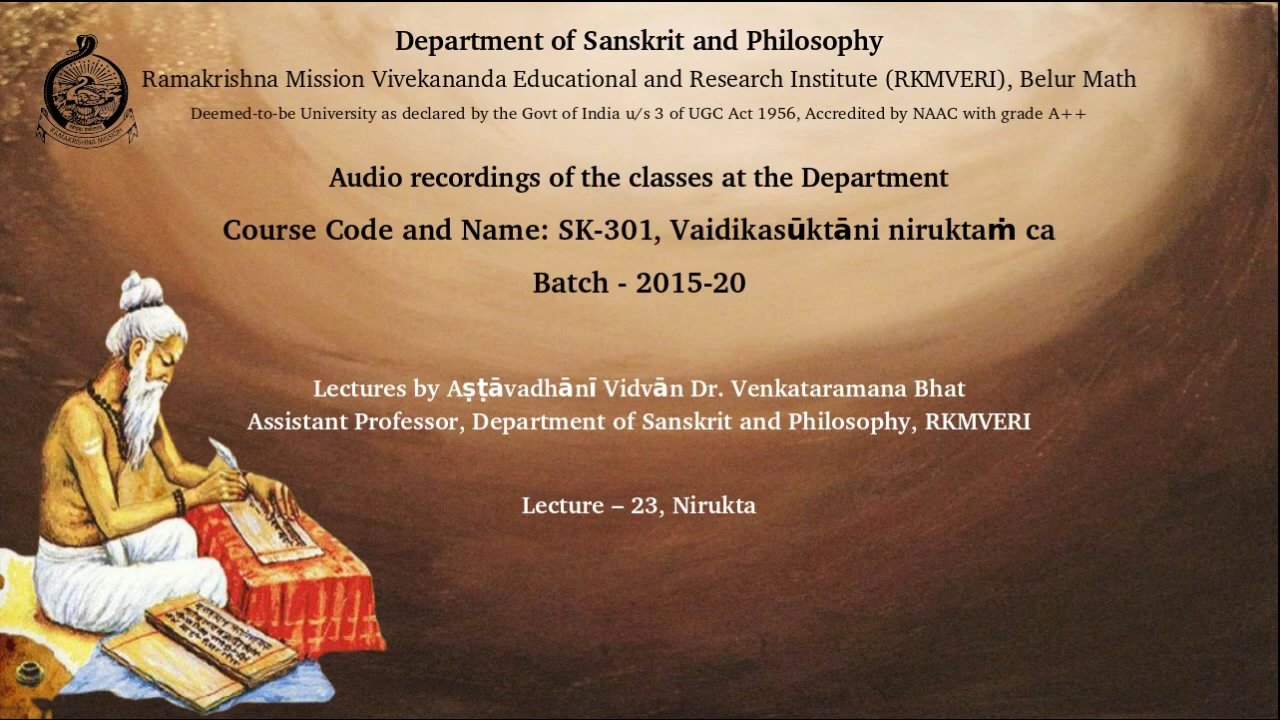 Department of Sanskrit and Philosophy
Ramakrishna Mission Vivekananda Educational and Research Institute (RKMVERI), Belur Math
Deemed-to-be University as declared by the Govt of India u/s 3 of UGC Act 1956, Accredited by NAAC with grade A++
RAMAKRISHNA MISSION
Audio recordings of the classes at the Department
Course Code and Name: SK-301, Vaidikasūktāni niruktaṁ ca
Batch - 2015-20
Lectures by Aṣṭāvadhānī Vidvān Dr. Venkataramana Bhat
Assistant Professor, Department of Sanskrit and Philosophy, RKMVERI
Lecture – 23, Nirukta